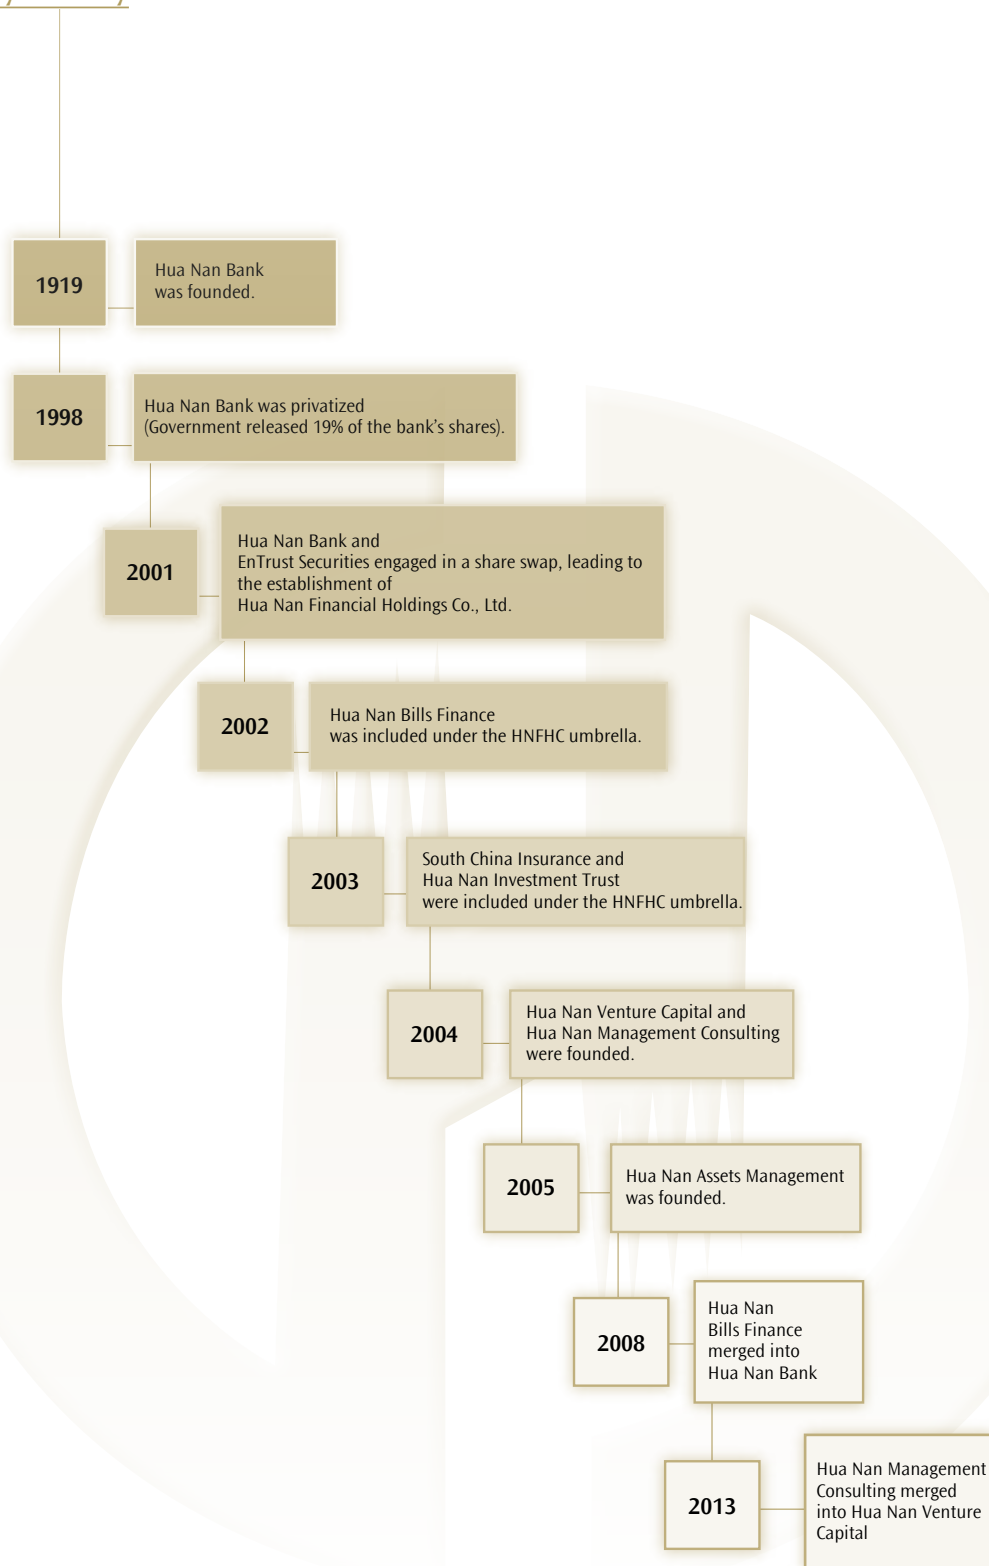 1919
Hua Nan Bank
was founded.
1998
Hua Nan Bank was privatized
(Government released 19% of the bank’s shares).
2001
Hua Nan Bank and
EnTrust Securities engaged in a share swap, leading to
the establishment of
Hua Nan Financial Holdings Co., Ltd.
2002
Hua Nan Bills Finance
was included under the HNFHC umbrella.
2003
South China Insurance and
Hua Nan Investment Trust
were included under the HNFHC umbrella.
2004
Hua Nan Venture Capital and
Hua Nan Management Consulting
were founded.
2005
Hua Nan Assets Management
was founded.
2008
Hua Nan
Bills Finance
merged into
Hua Nan Bank
2013
Hua Nan Management
Consulting merged
into Hua Nan Venture
Capital